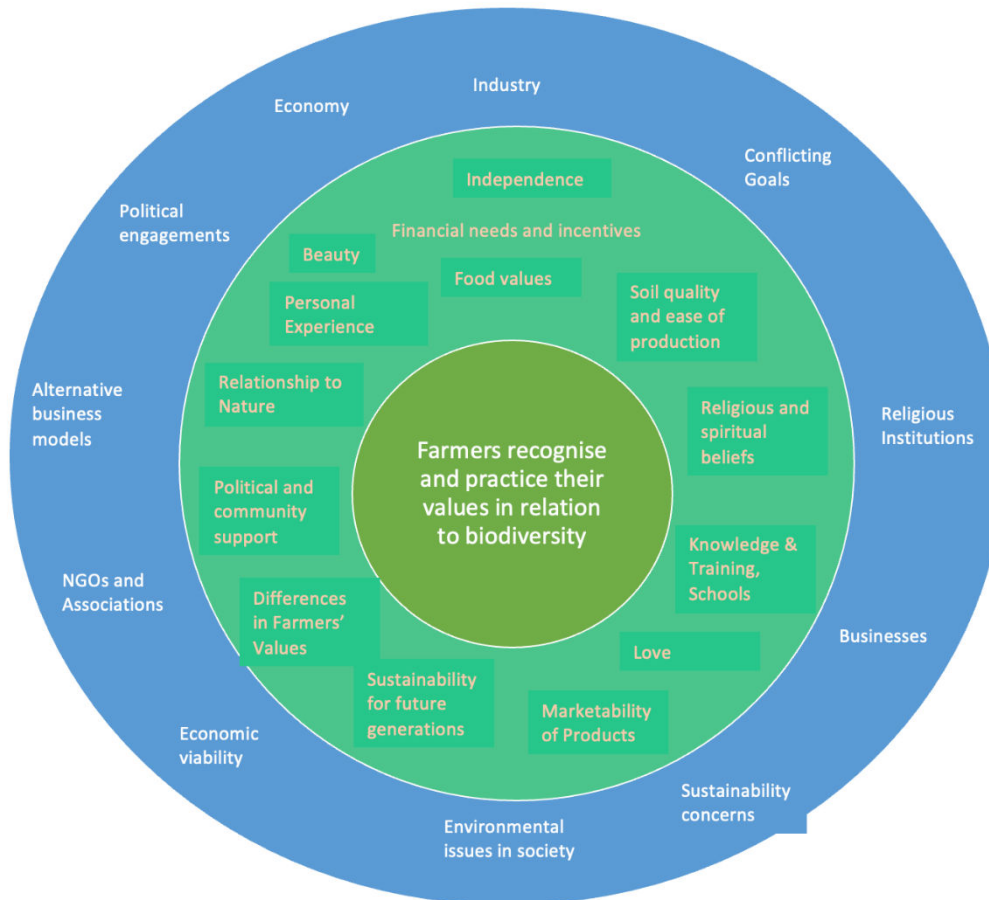 Industry
Economy
Conflicting
Goals
Political
engagements
Alternative
business
models
Religious
Institutions
NGOs and
Associations
Businesses
Economic
viability
Sustainability
concerns
Environmental
issues in society
Independence
Financial needs and incentives
Beauty
Food values
Personal
Experience
Soil quality
and ease of
production
Relationship to
Nature
Religious and
spiritual
beliefs
Political and
community
support
Knowledge &
Training,
Schools
Differences
in Farmers’
Values
Love
Sustainability
for future
generations
Marketability
of Products
Farmers recognise
and practice their
values in relation
to biodiversity